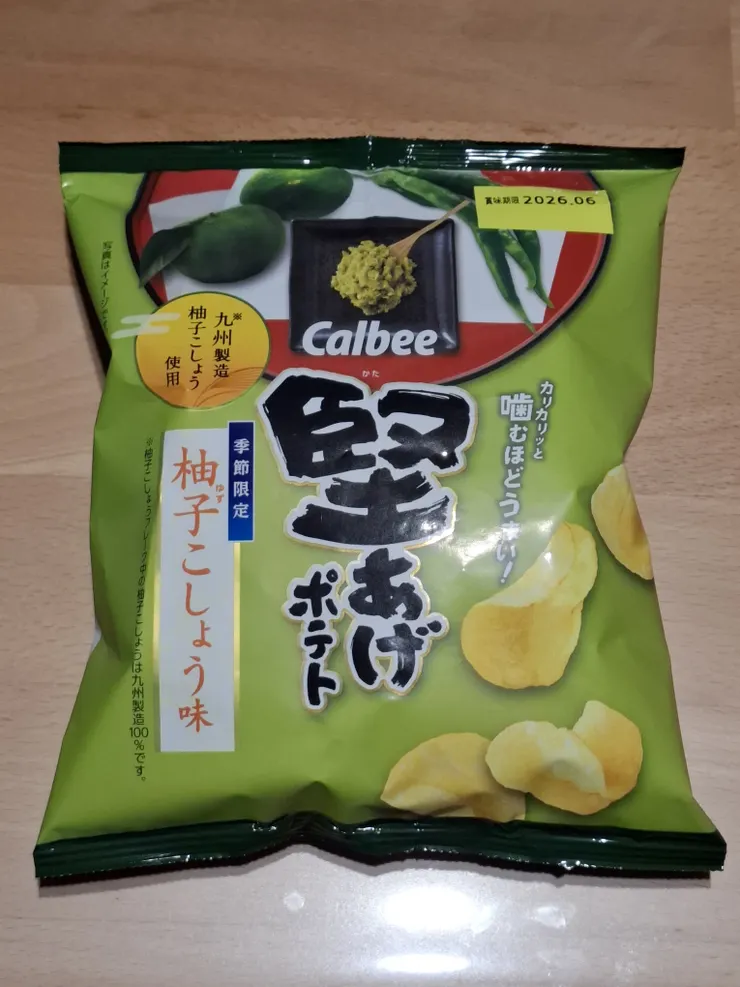 賞味期限 2026.06
写真はイメージです。
Calbee
※
九州製造
柚子こしょう
使用
かた
堅あげ
ポテト
カリカリッと
噛むほどうまい!
季節限定
柚子こしょう味
ゆず
※柚子こしょうフレーク中の柚子こしょうは九州製造100%です。